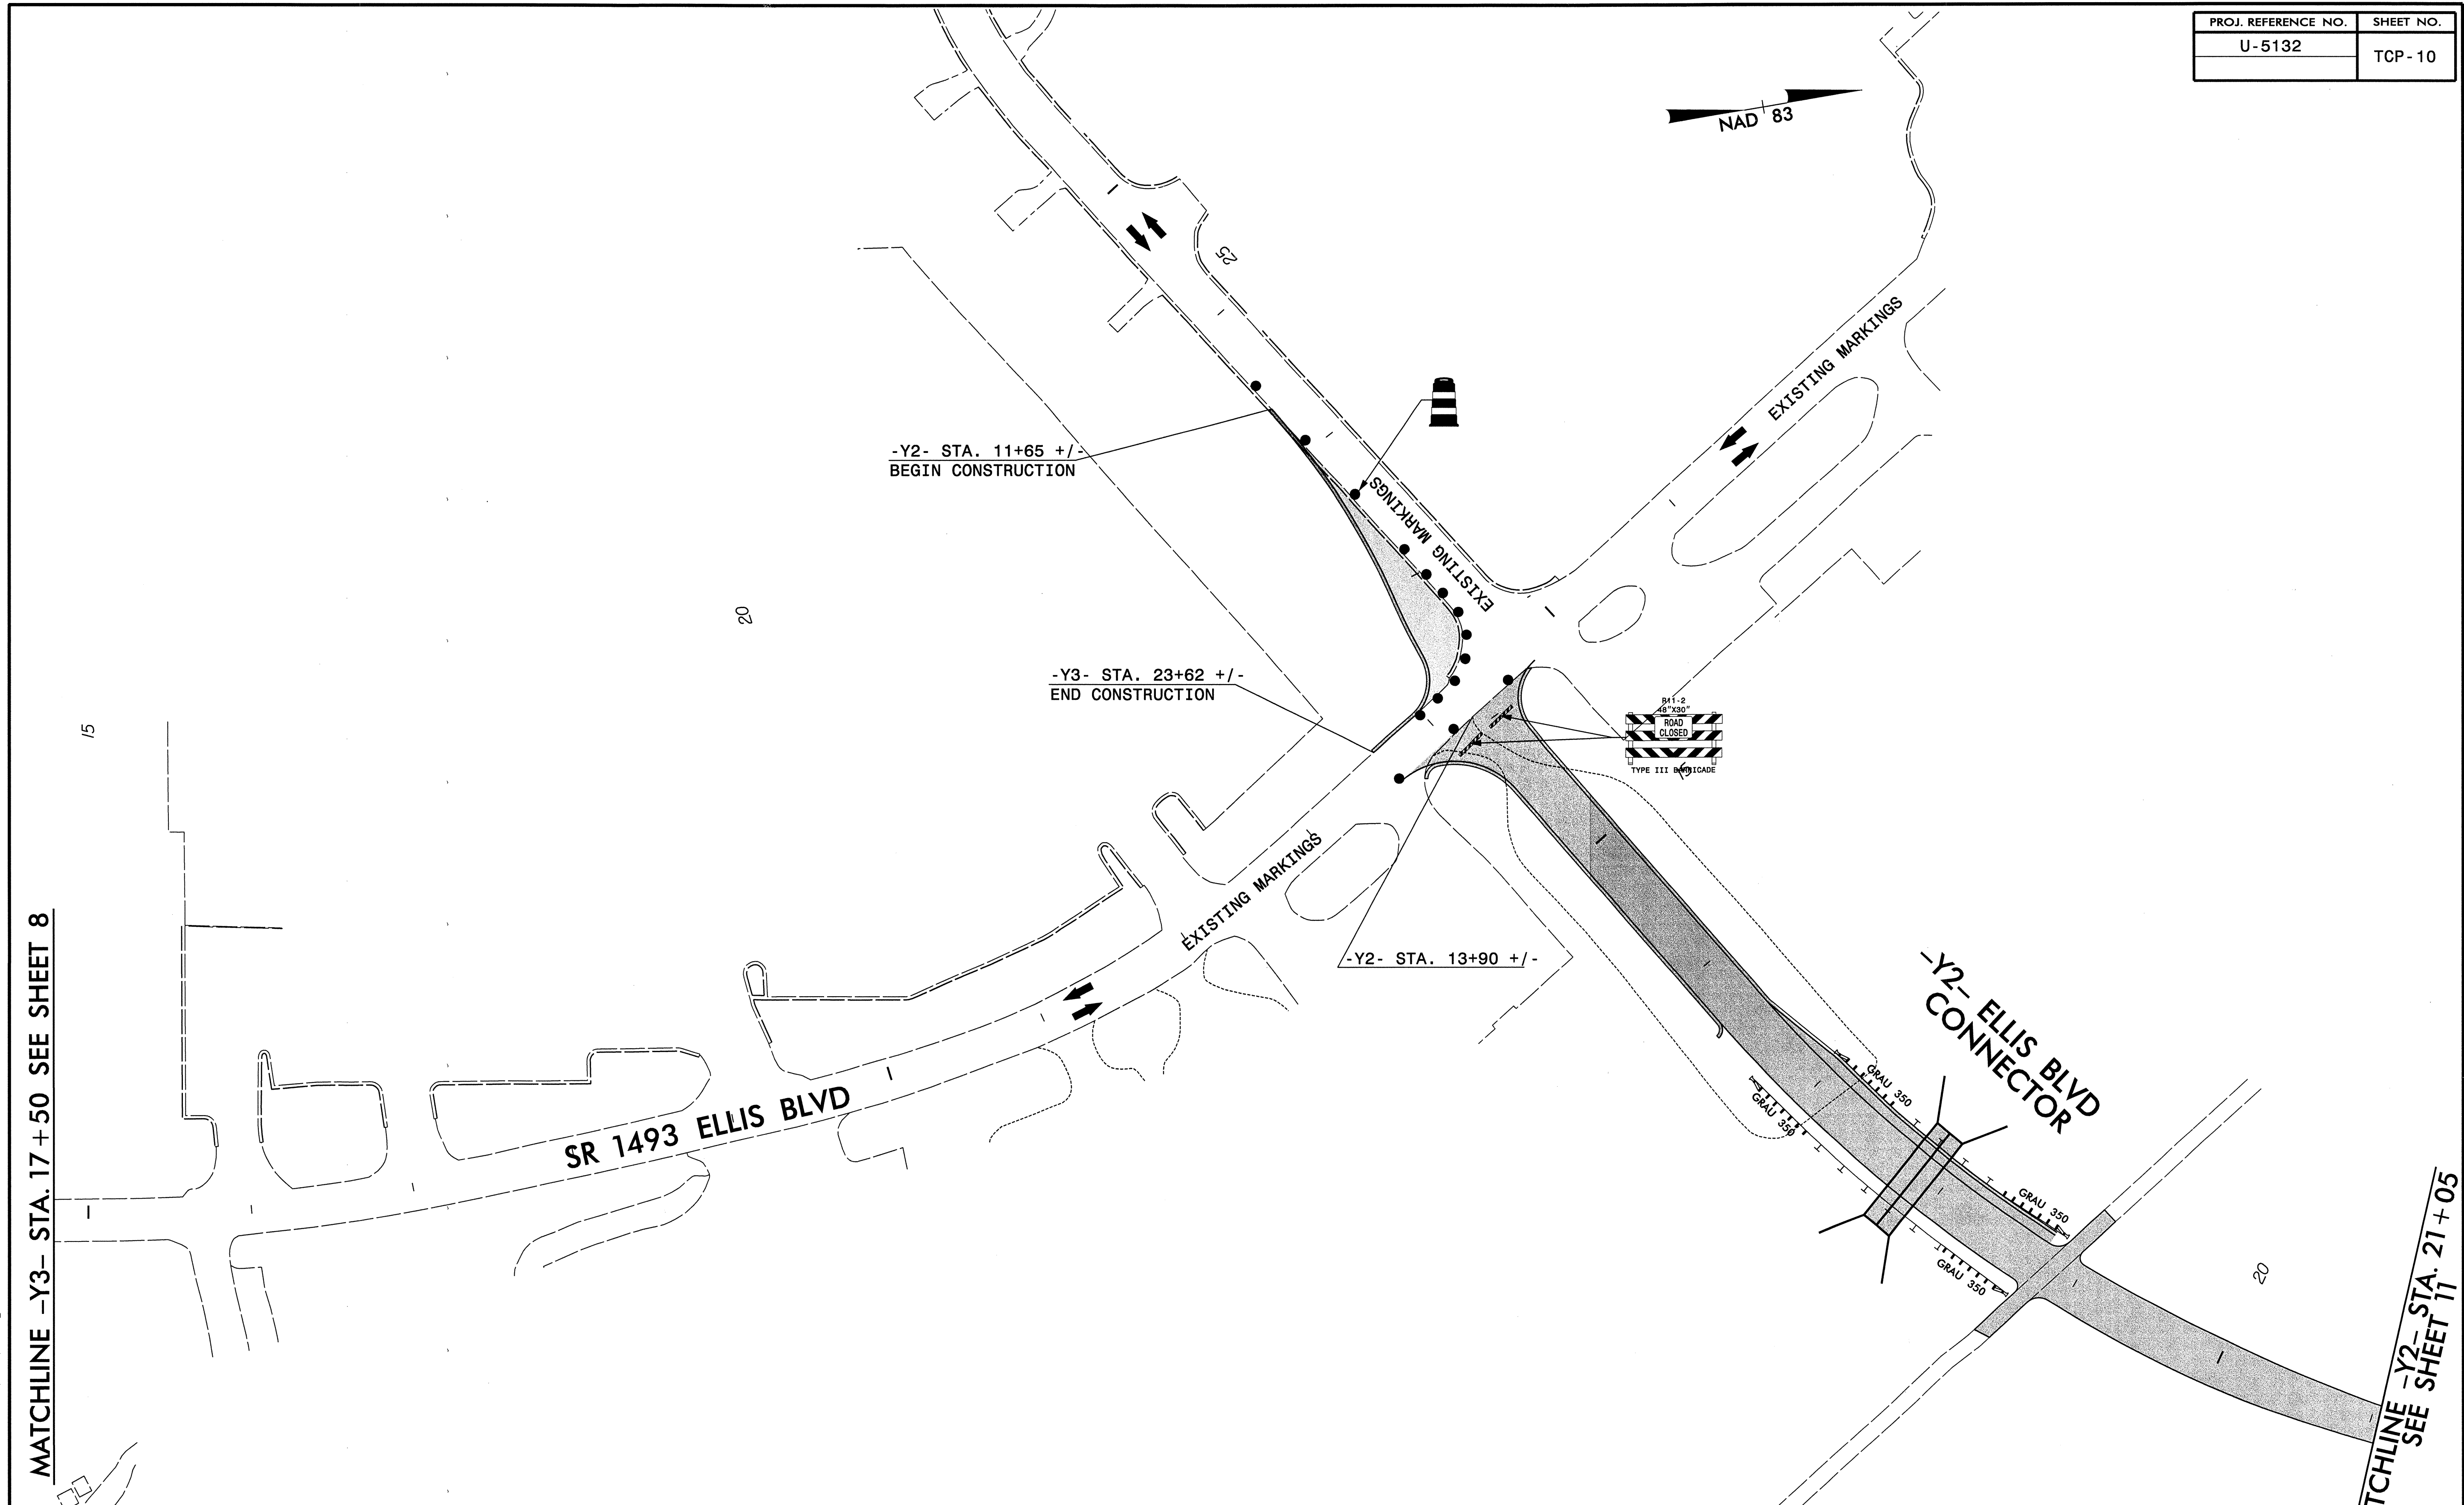 PROJ. REFERENCE NO.
SHEET NO.
U-5132
TCP-10
NAD 83
25
EXISTING MARKINGS
-Y2- STA. 11+65 +/-
BEGIN CONSTRUCTION
EXISTING MARKINGS
20
-Y3- STA. 23+62 +/-
END CONSTRUCTION
15
R11-2
48"X30"
ROAD
CLOSED
TYPE III BARRICADE
15
EXISTING MARKINGS
-Y2- STA. 13+90 +/-
-Y2- ELLIS BLVD
CONNECTOR
GRAU 350
GRAU 350
SR 1493 ELLIS BLVD
GRAU 350
GRAU 350
20
MATCHLINE -Y3- STA. 17+50 SEE SHEET 8
TCHLINE -Y2- STA. 21+05
SEE SHEET 11